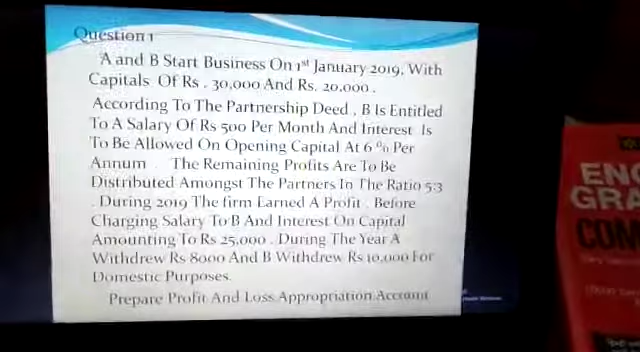 Question 1
A and B Start Business On 1st January 2019, With
Capitals Of Rs . 30,000 And Rs. 20,000 .
According To The Partnership Deed , B Is Entitled
To A Salary Of Rs 500 Per Month And Interest Is
To Be Allowed On Opening Capital At 6 % Per
Annum . The Remaining Profits Are To Be
Distributed Amongst The Partners In The Ratio 5:3
. During 2019 The firm Earned A Profit . Before
Charging Salary To B And Interest On Capital
Amounting To Rs 25,000 . During The Year A
Withdrew Rs 8000 And B Withdrew Rs 10,000 For
Domestic Purposes.
Prepare Profit And Loss Appropriation Account